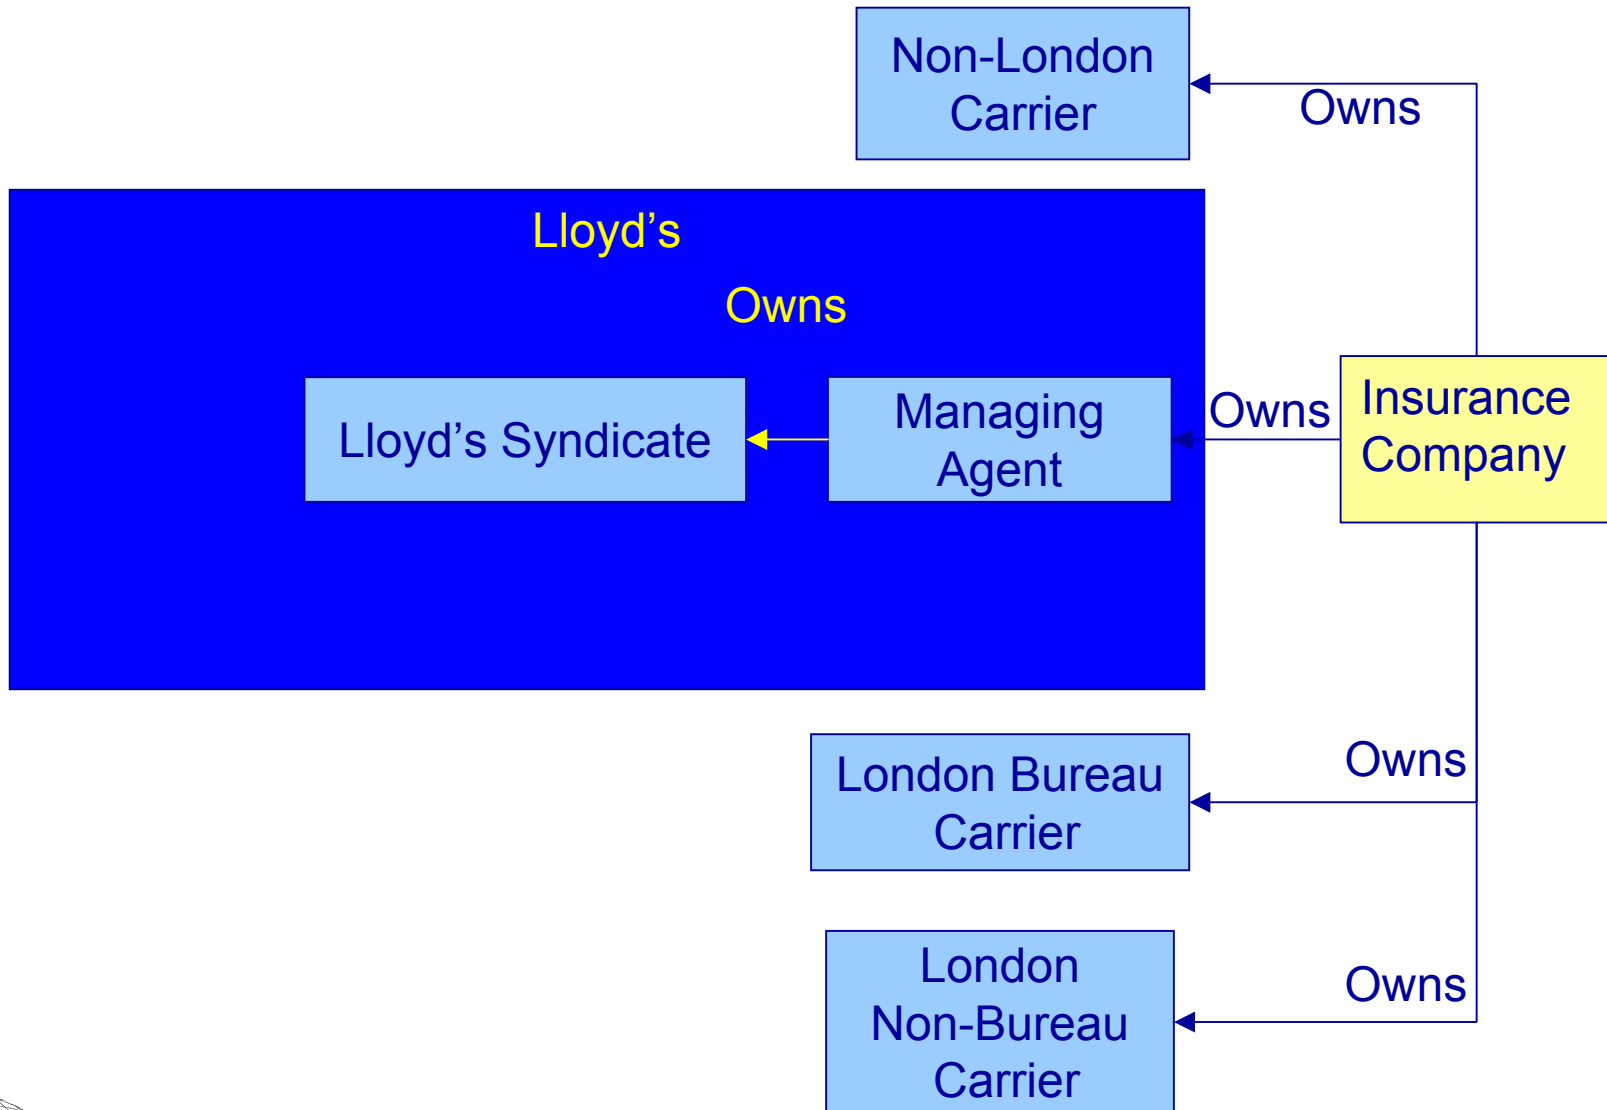 Non-London
Carrier
Owns
Lloyd's
Owns
Lloyd's Syndicate
Managing
Agent
Owns
Insurance
Company
London Bureau
Carrier
Owns
London
Non-Bureau
Carrier
Owns